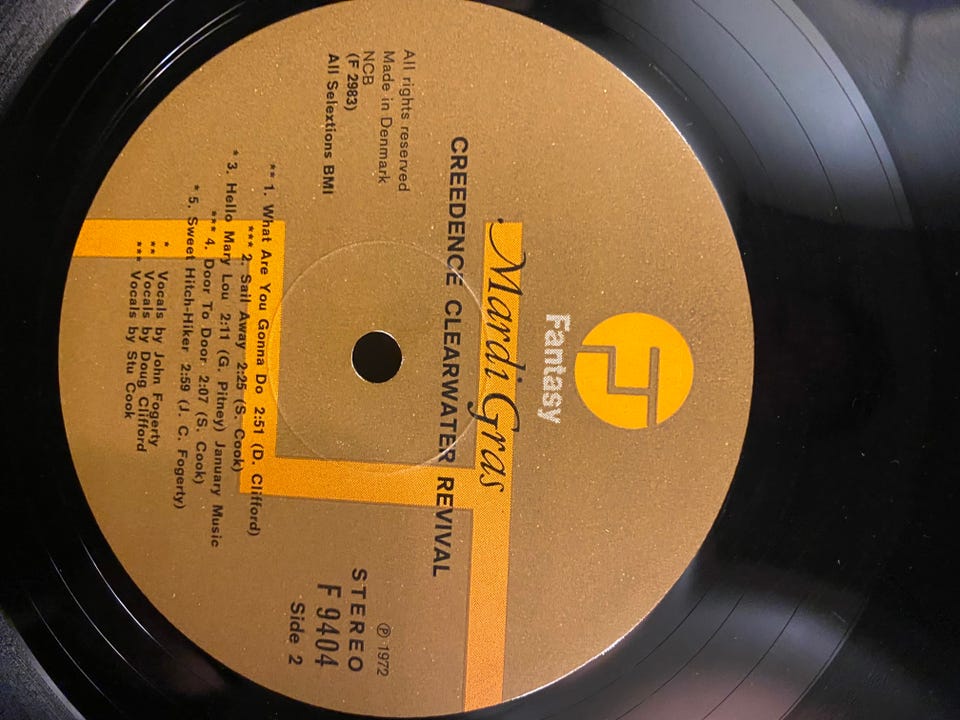 Fantasy
Mardi Gras
CREEDENCE CLEARWATER REVIVAL
All rights reserved
Made in Denmark
NCB
(F 2983)
All Selextions BMI
℗ 1972
STEREO
F 9404
Side 2
** 1. What Are You Gonna Do 2:51 (D. Clifford)
*** 2. Sail Away 2:25 (S. Cook)
* 3. Hello Mary Lou 2:11 (G. Pitney) January Music
*** 4. Door To Door 2:07 (S. Cook)
* 5. Sweet Hitch-Hiker 2:59 (J. C. Fogerty)
* Vocals by John Fogerty
** Vocals by Doug Clifford
*** Vocals by Stu Cook